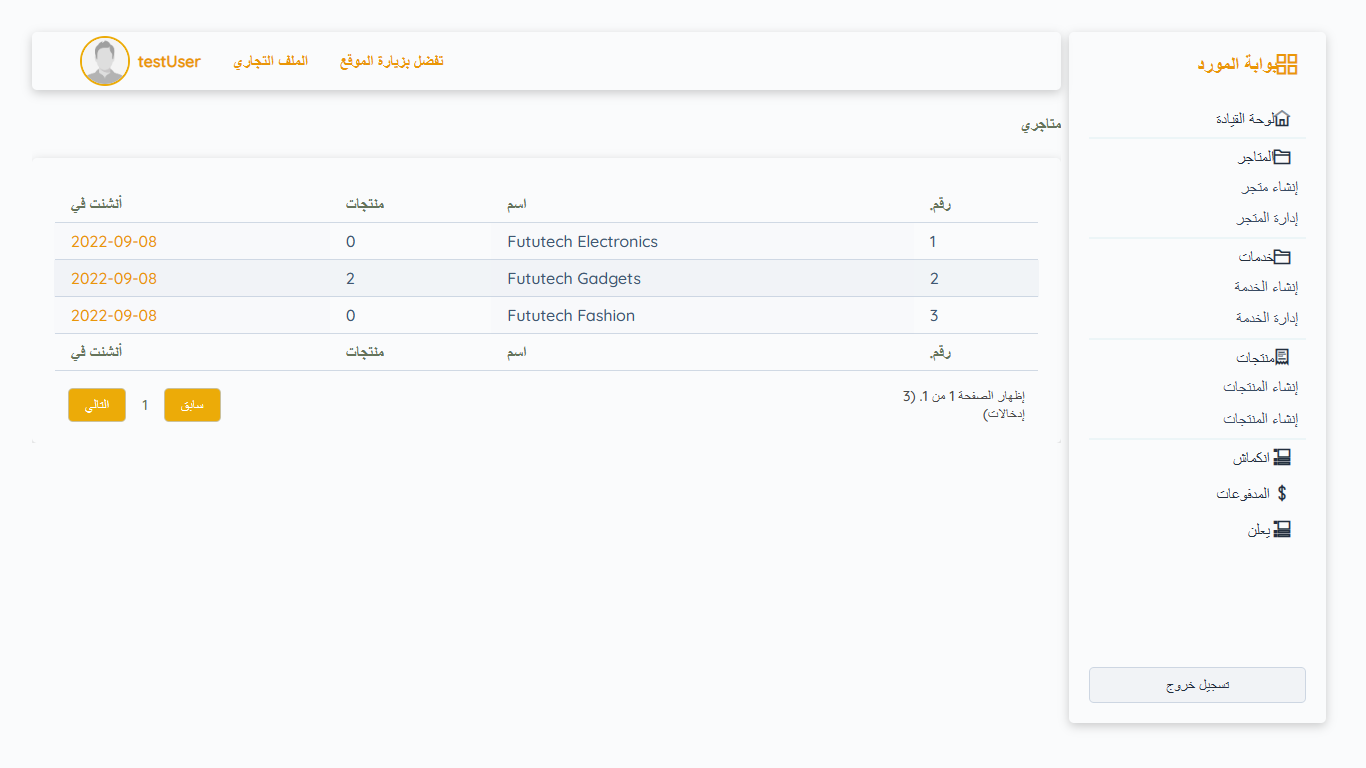 بوابة المورد
لوحة القيادة
المتاجر
إنشاء متجر
إدارة المتجر
خدمات
إنشاء الخدمة
إدارة الخدمة
منتجات
إنشاء المنتجات
إنشاء المنتجات
انكماش
المدفوعات
يعلن
تسجيل خروج
تفضل بزيارة الموقع الملف التجاري testUser
متاجري
رقم. اسم منتجات أنشئت في
1 Fututech Electronics 0 2022-09-08
2 Fututech Gadgets 2 2022-09-08
3 Fututech Fashion 0 2022-09-08
رقم. اسم منتجات أنشئت في
إظهار الصفحة 1 من 1. (3
إدخالات)
سابق 1 التالي